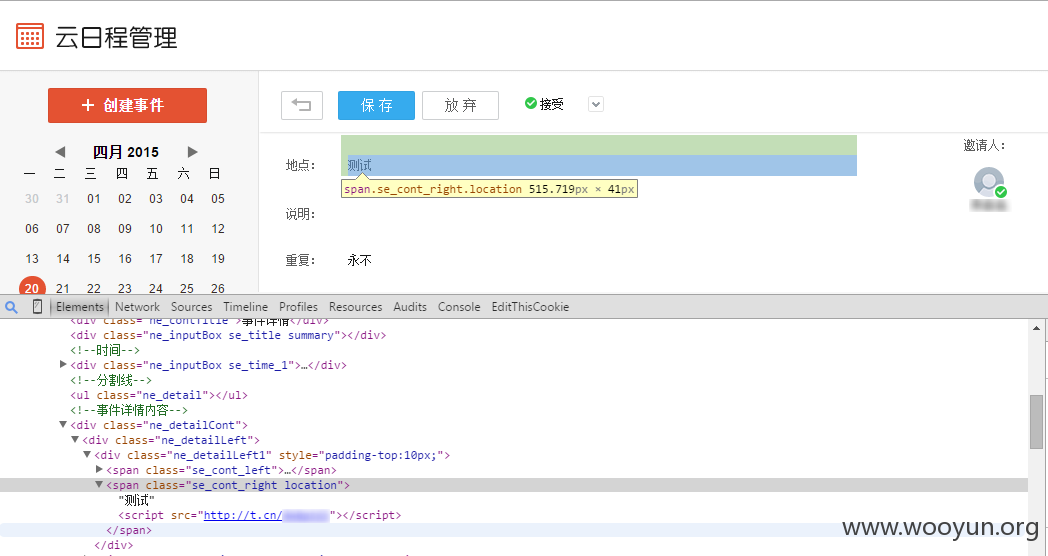 云日程管理
+ 创建事件
保 存
放 弃
接受
四月 2015
一 二 三 四 五 六 日
30 31 01 02 03 04 05
06 07 08 09 10 11 12
13 14 15 16 17 18 19
20 21 22 23 24 25 26
地点：
测试
span.se_cont_right.location 515.719px × 41px
说明：
重复：
永不
邀请人：
Elements Network Sources Timeline Profiles Resources Audits Console EditThisCookie
<div class="ne_contTitle">事件详情</div>
<div class="ne_inputBox se_title summary"></div>
<!--时间-->
<div class="ne_inputBox se_time_1">…</div>
<!--分割线-->
<ul class="ne_detail"></ul>
<!--事件详情内容-->
<div class="ne_detailCont">
<div class="ne_detailLeft">
<div class="ne_detailLeft1" style="padding-top:10px;">
<span class="se_cont_left">…</span>
<span class="se_cont_right location">
"测试"
<script src="http://t.cn/"></script>
</span>
</div>
www.wooyun.org